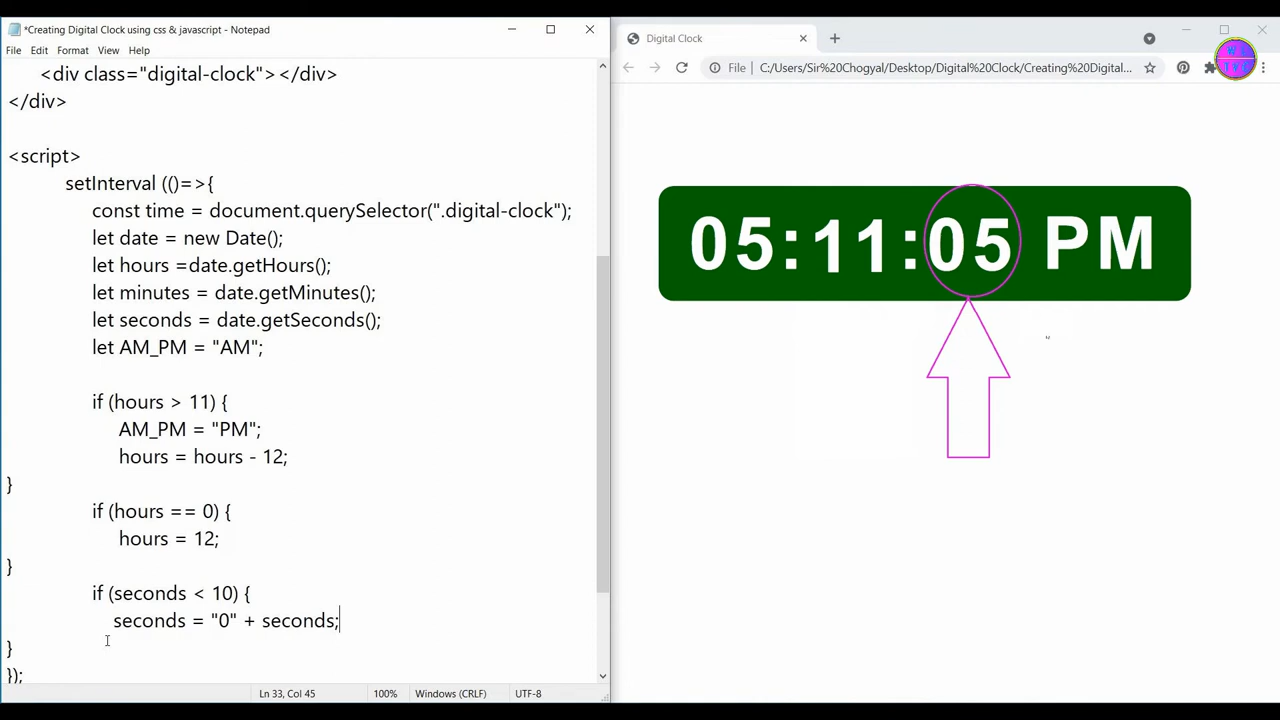 *Creating Digital Clock using css & javascript - Notepad
File Edit Format View Help
<div class="digital-clock"></div>
</div>
<script>
setInterval (()=>{
const time = document.querySelector(".digital-clock");
let date = new Date();
let hours =date.getHours();
let minutes = date.getMinutes();
let seconds = date.getSeconds();
let AM_PM = "AM";
if (hours > 11) {
AM_PM = "PM";
hours = hours - 12;
}
if (hours == 0) {
hours = 12;
}
if (seconds < 10) {
seconds = "0" + seconds;
}
});
Ln 33, Col 45 100% Windows (CRLF) UTF-8
Digital Clock
File C:/Users/Sir%20Chogyal/Desktop/Digital%20Clock/Creating%20Digital...
05:11:05 PM